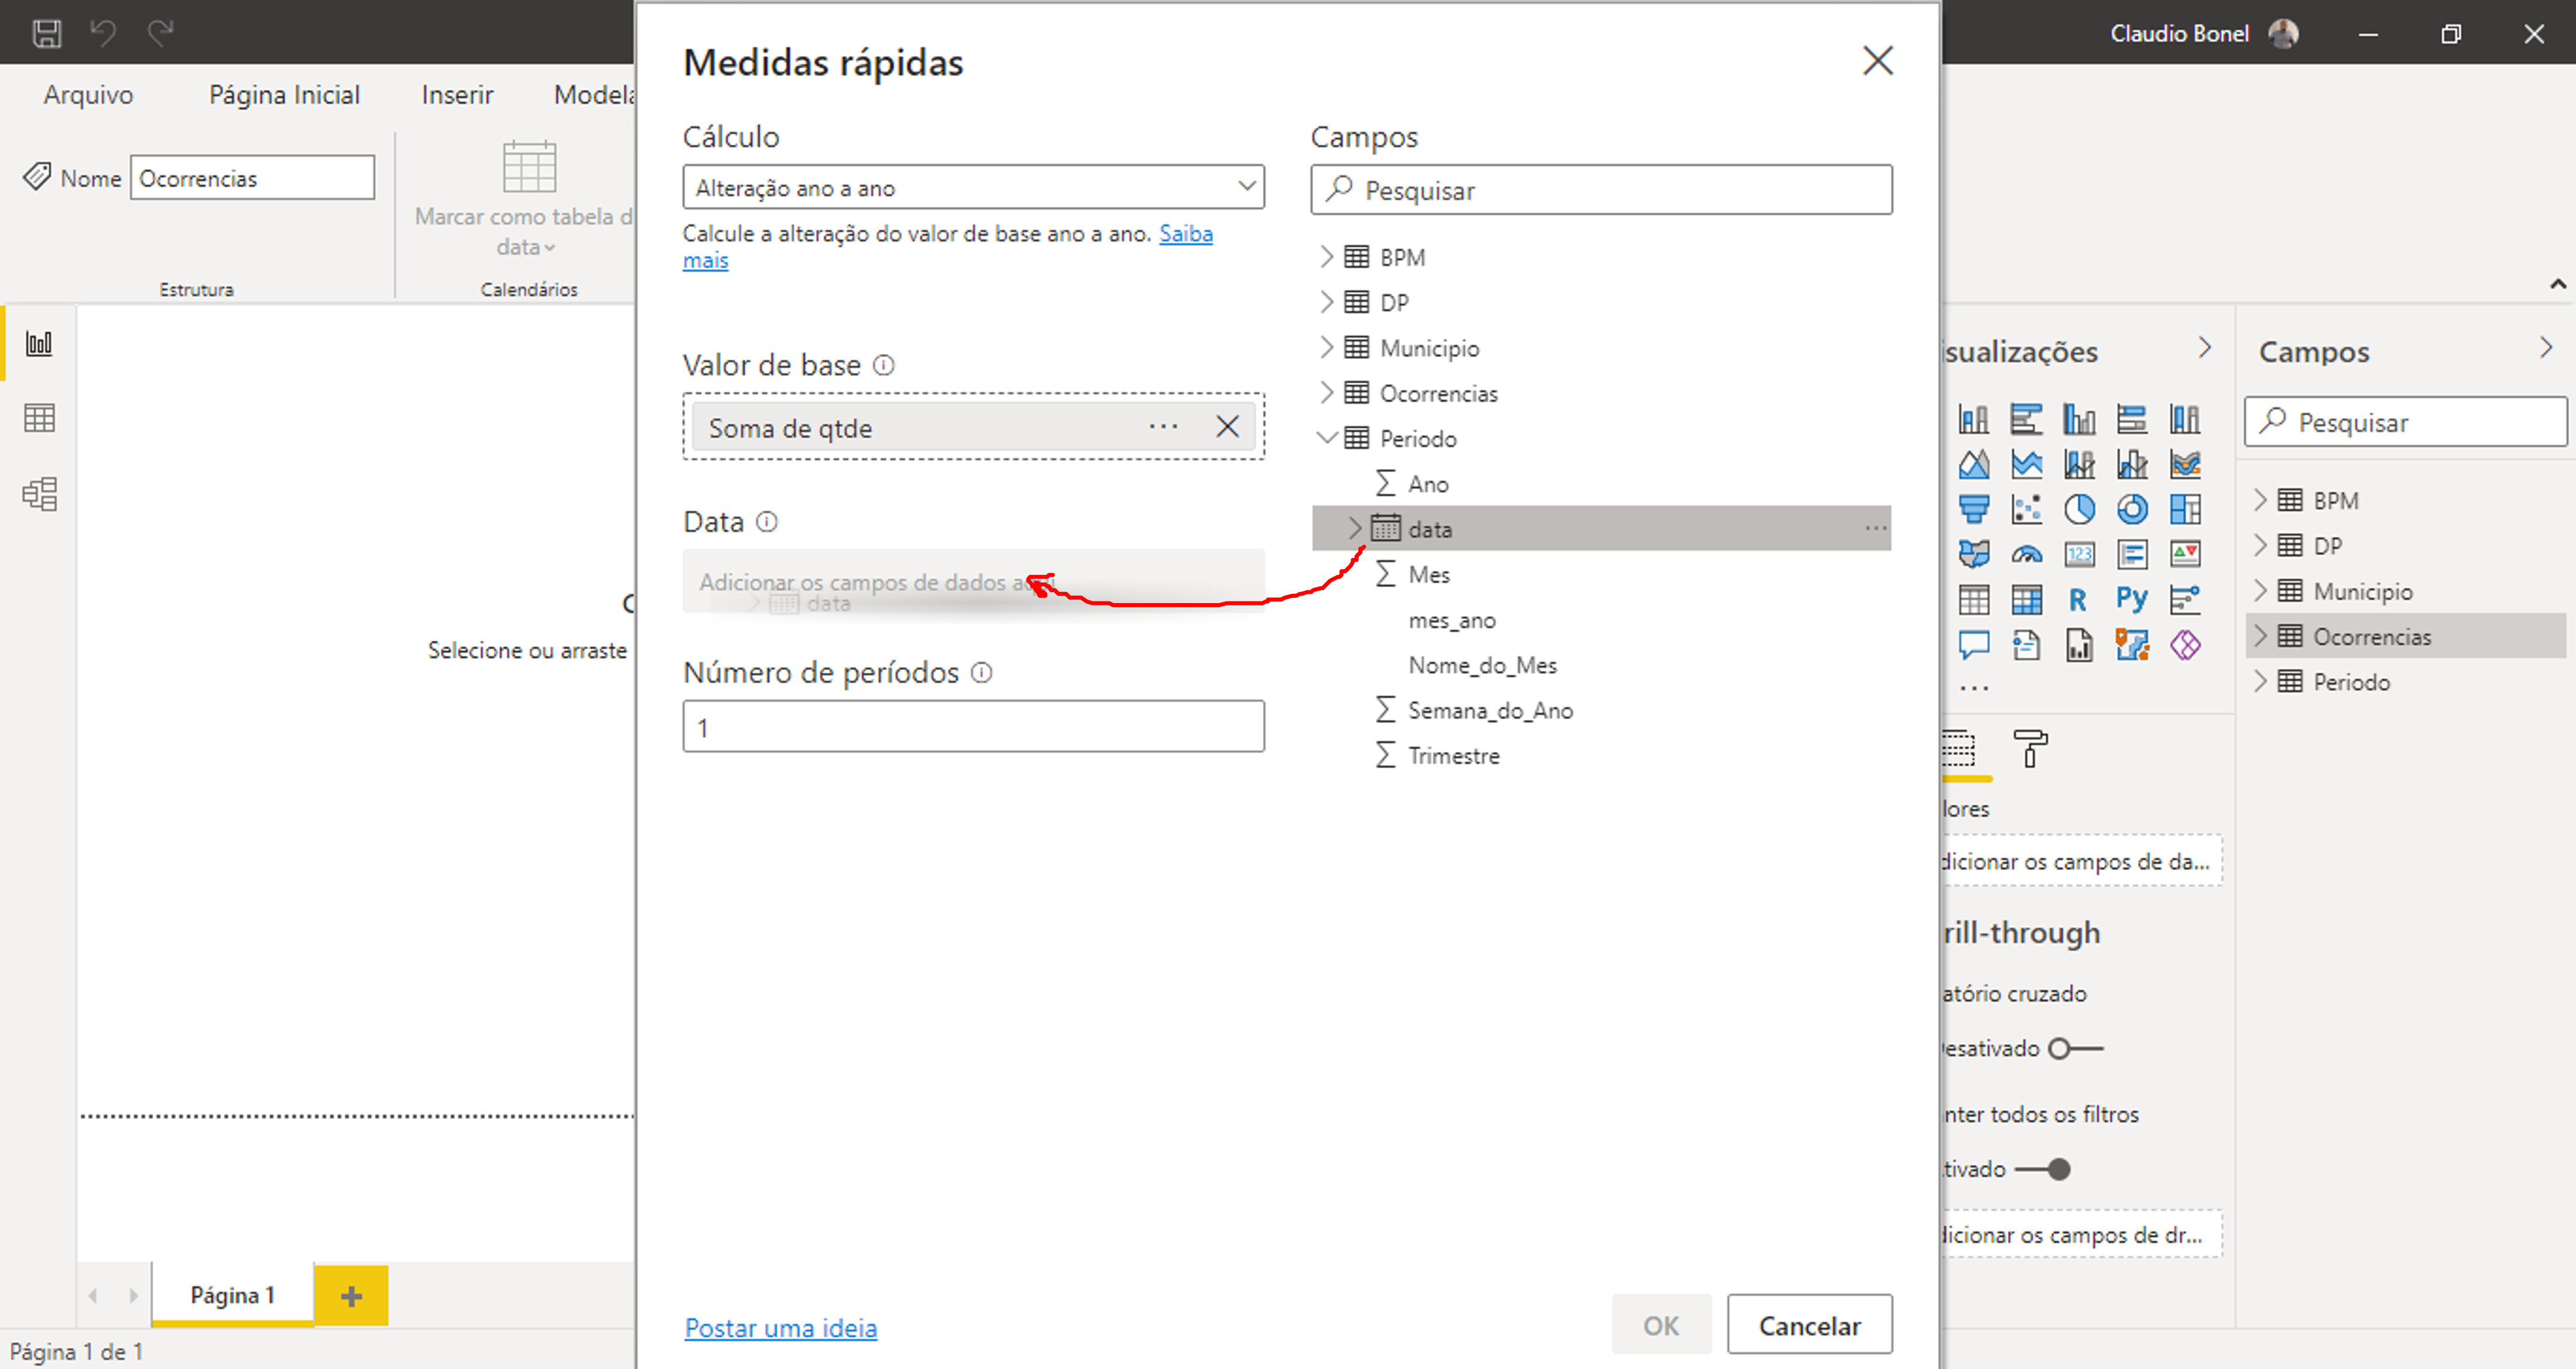 Claudio Bonel
Arquivo
Página Inicial
Inserir
Nome
Ocorrencias
Marcar como tabela d
data
Estrutura
Calendários
Selecione ou arraste
Página 1
Página 1 de 1
Medidas rápidas
Cálculo
Alteração ano a ano
Calcule a alteração do valor de base ano a ano. Saiba
mais
Valor de base
Soma de qtde
Data
Adicionar os campos de dados aqui
data
Número de períodos
1
Postar uma ideia
Campos
Pesquisar
BPM
DP
Municipio
Ocorrencias
Periodo
Ano
data
Mes
mes_ano
Nome_do_Mes
Semana_do_Ano
Trimestre
OK
Cancelar
sualizações
123
R
Py
lores
dicionar os campos de da...
rill-through
atório cruzado
esativado
nter todos os filtros
tivado
dicionar os campos de dr...
Campos
Pesquisar
BPM
DP
Municipio
Ocorrencias
Periodo